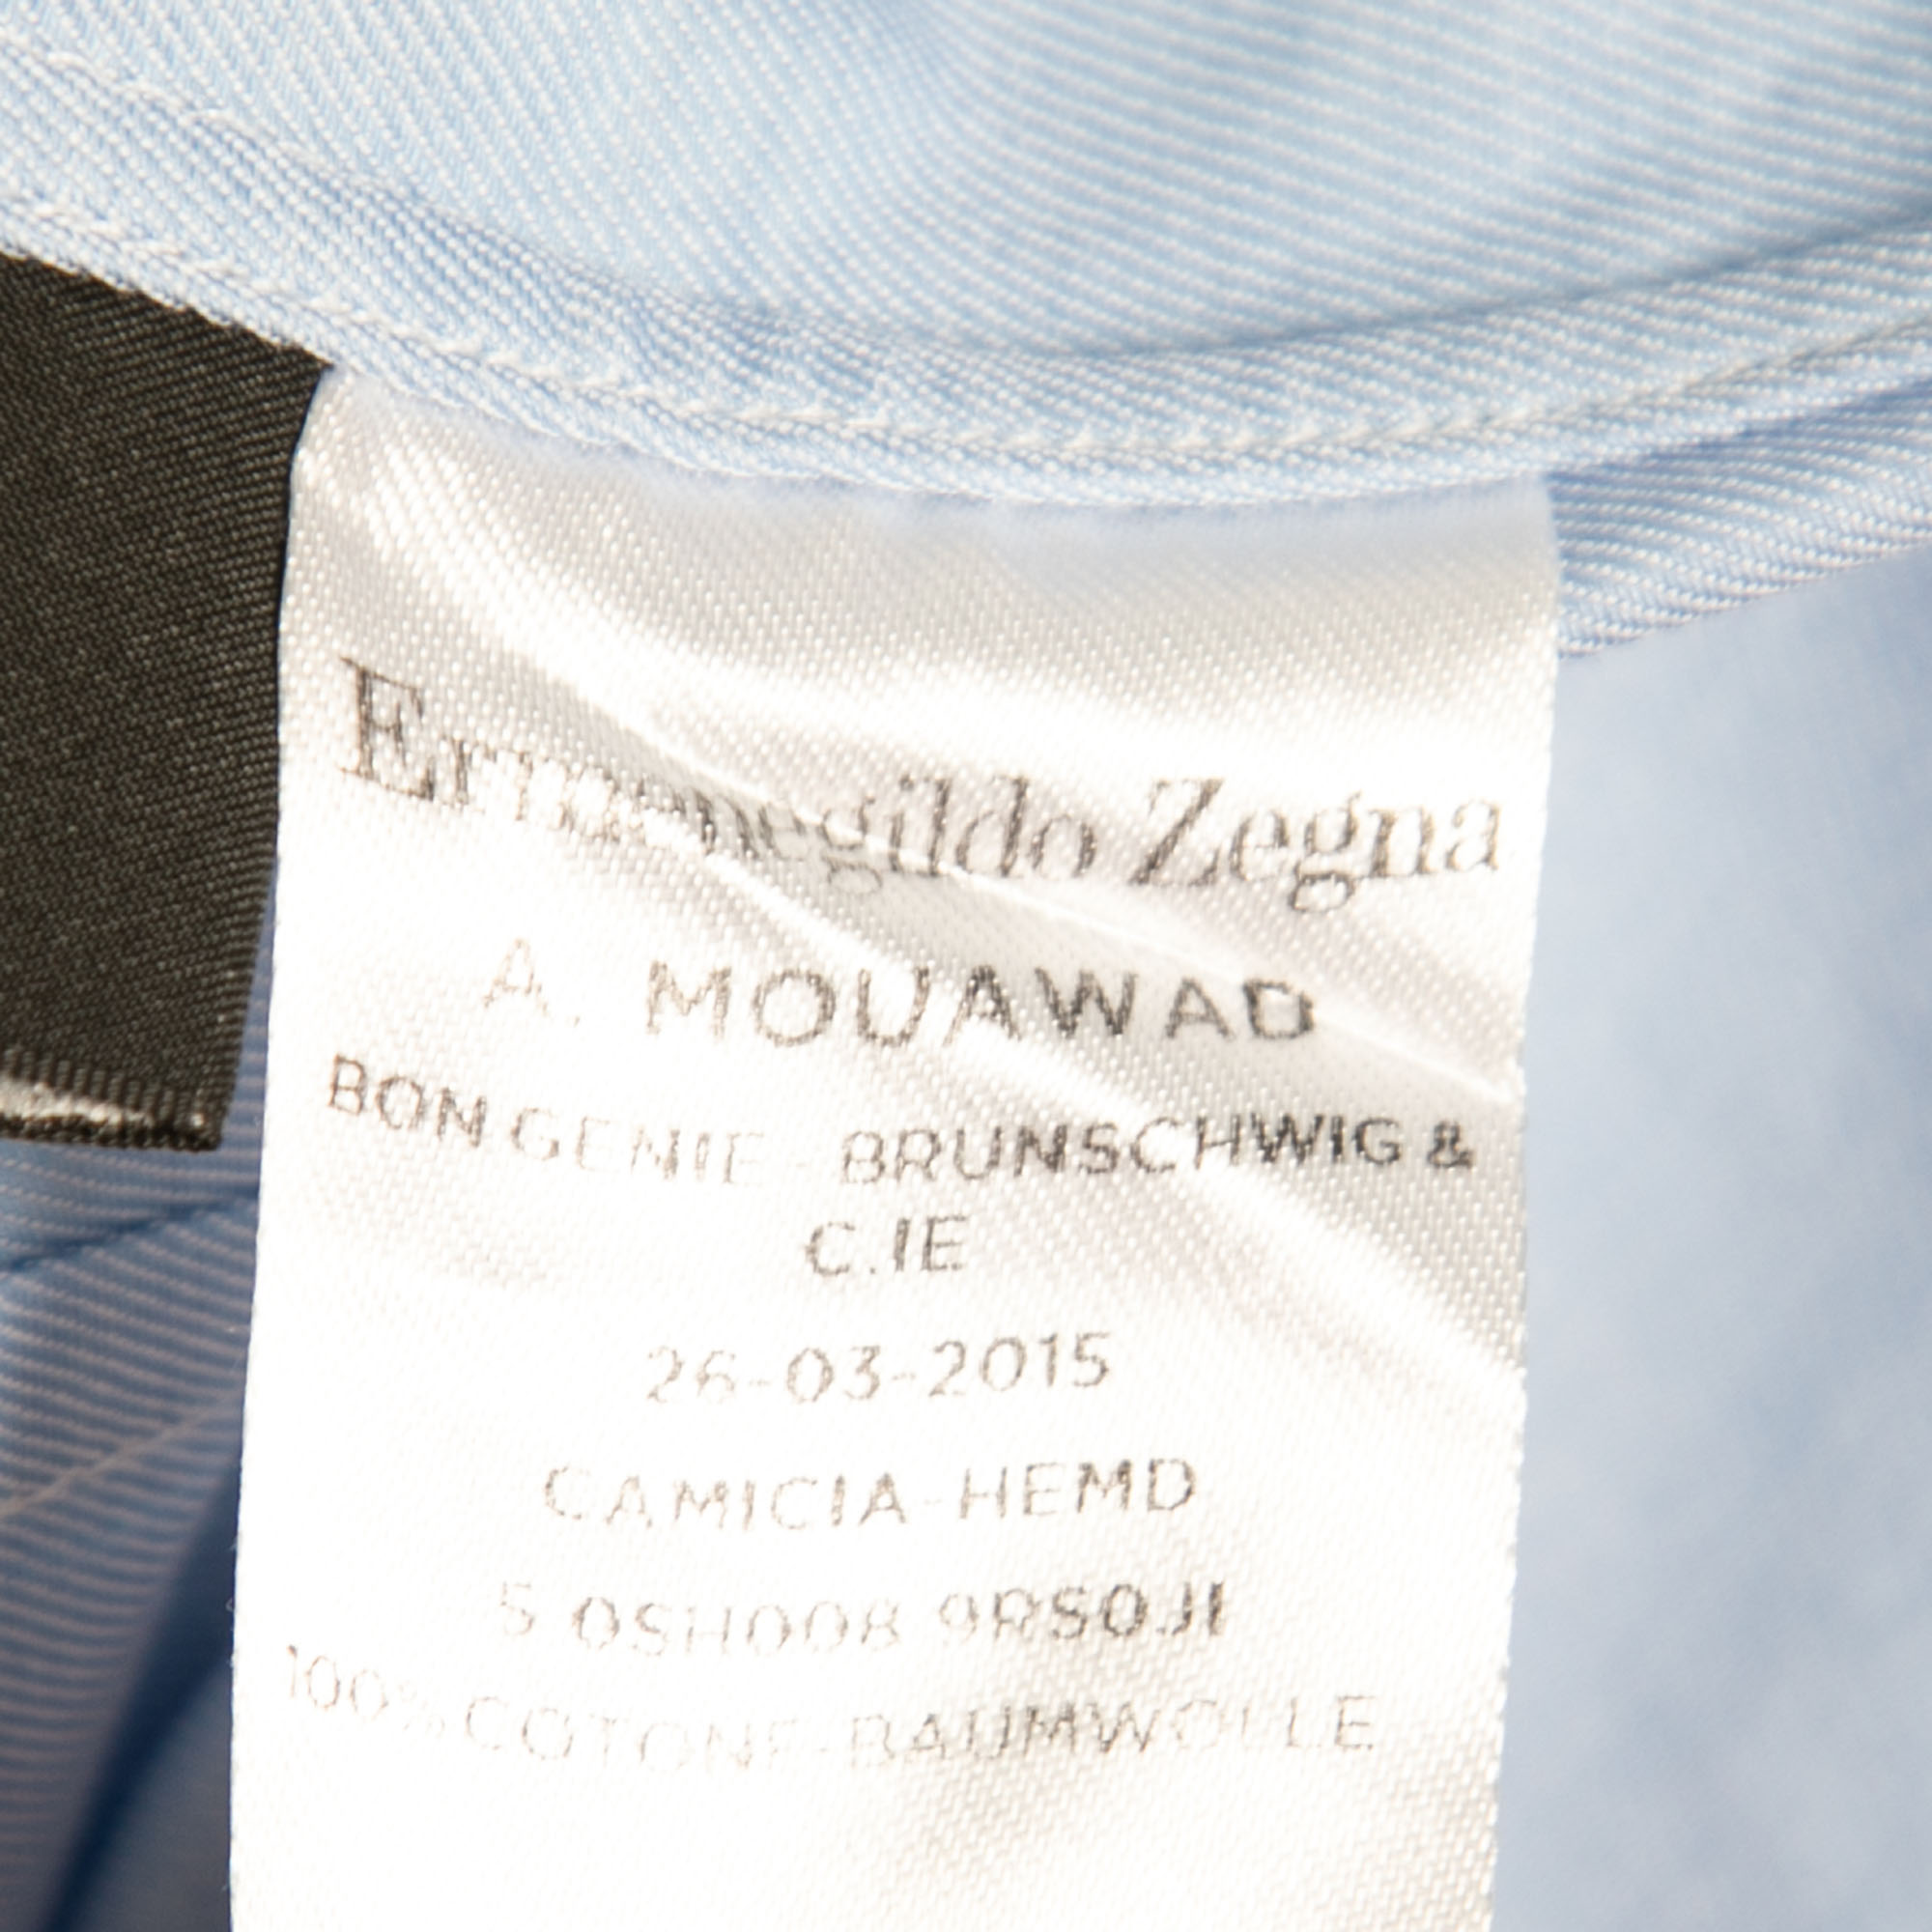 Ermenegildo Zegna
A. MOUAWAD
BON GENIE - BRUNSCHWIG &
C.IE
26-03-2015
CAMICIA-HEMD
5 0SH008 9RS0JI
100% COTONE-BAUMWOLLE